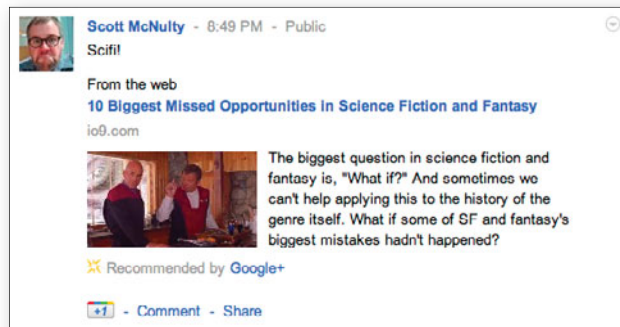 Scott McNulty - 8:49 PM - Public
Scifi!
From the web
10 Biggest Missed Opportunities in Science Fiction and Fantasy
io9.com
The biggest question in science fiction and
fantasy is, "What if?" And sometimes we
can't help applying this to the history of the
genre itself. What if some of SF and fantasy's
biggest mistakes hadn't happened?
Recommended by Google+
+1 - Comment - Share